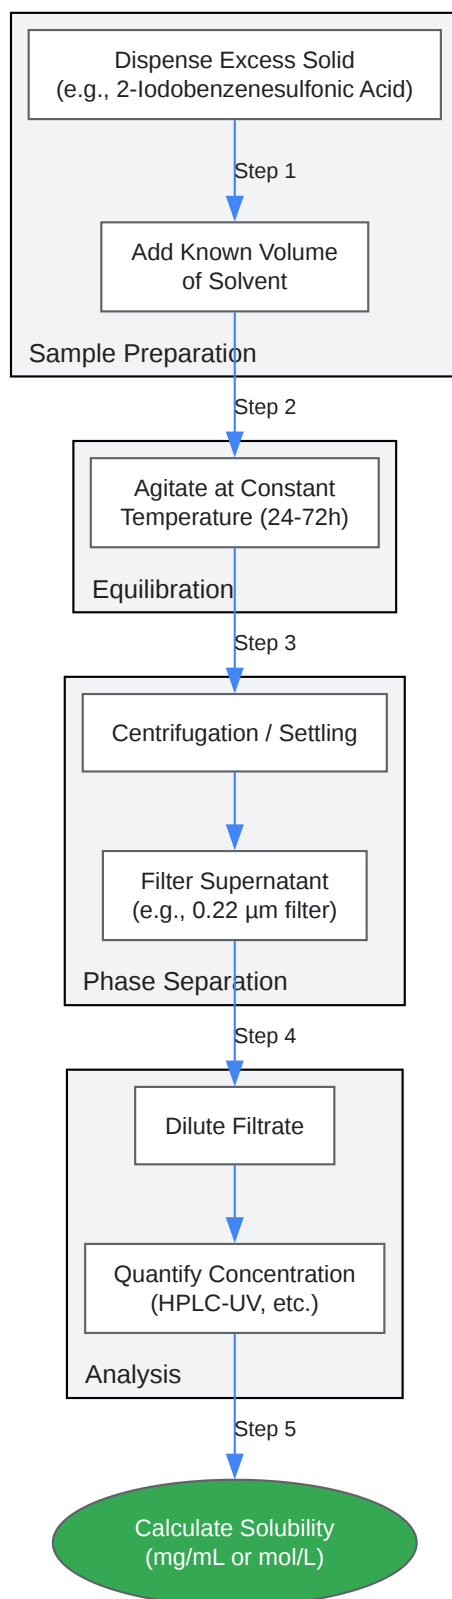 Dispense Excess Solid
(e.g., 2-Iodobenzenesulfonic Acid)
Step 1
Add Known Volume
of Solvent
Sample Preparation
Step 2
Agitate at Constant
Temperature (24-72h)
Equilibration
Step 3
Centrifugation / Settling
Filter Supernatant
(e.g., 0.22 µm filter)
Phase Separation
Step 4
Dilute Filtrate
Quantify Concentration
(HPLC-UV, etc.)
Analysis
Step 5
Calculate Solubility
(mg/mL or mol/L)